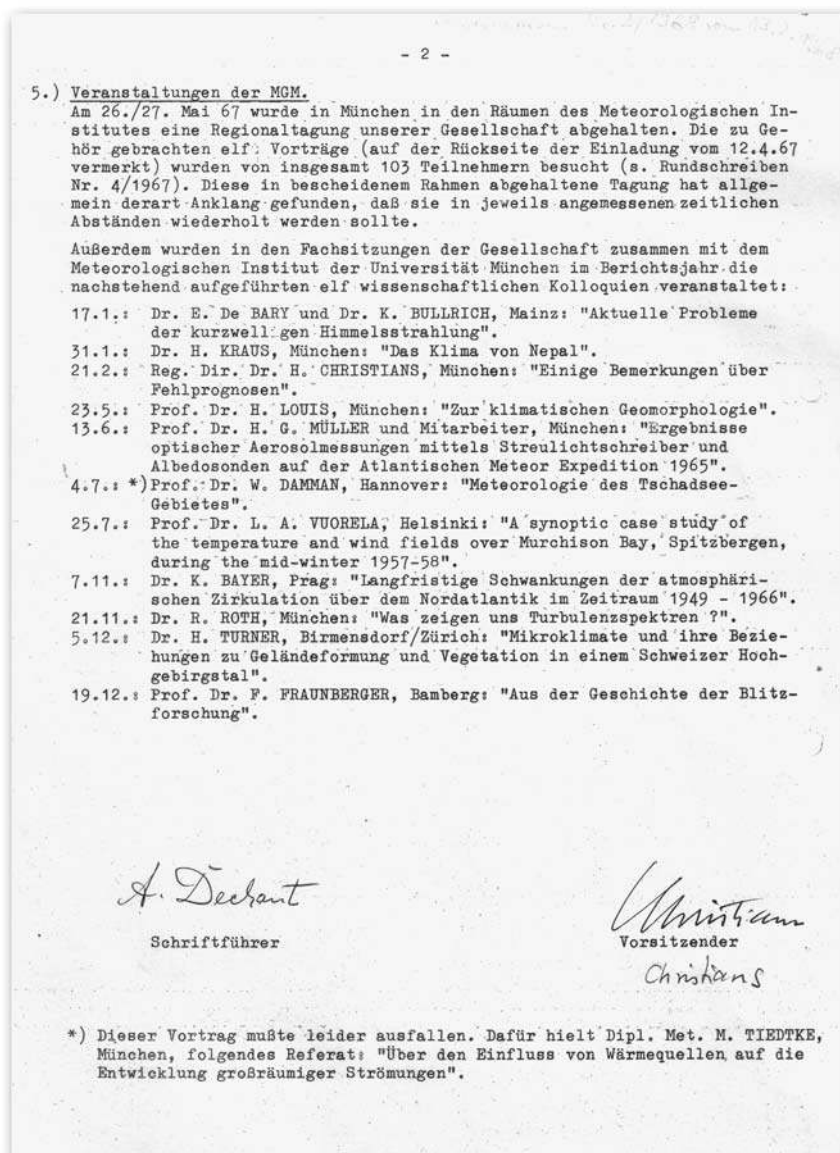 - 2 -
5.) Veranstaltungen der MGM.
Am 26./27. Mai 67 wurde in München in den Räumen des Meteorologischen In-
stitutes eine Regionaltagung unserer Gesellschaft abgehalten. Die zu Ge-
hör gebrachten elf Vorträge (auf der Rückseite der Einladung vom 12.4.67
vermerkt) wurden von insgesamt 103 Teilnehmern besucht (s. Rundschreiben
Nr. 4/1967). Diese in bescheidenem Rahmen abgehaltene Tagung hat allge-
mein derart Anklang gefunden, daß sie in jeweils angemessenen zeitlichen
Abständen wiederholt werden sollte.
Außerdem wurden in den Fachsitzungen der Gesellschaft zusammen mit dem
Meteorologischen Institut der Universität München im Berichtsjahr die
nachstehend aufgeführten elf wissenschaftlichen Kolloquien veranstaltet:
17.1.: Dr. E. De BARY und Dr. K. BULLRICH, Mainz: "Aktuelle Probleme
der kurzwelligen Himmelsstrahlung".
31.1.: Dr. H. KRAUS, München: "Das Klima von Nepal".
21.2.: Reg. Dir. Dr. H. CHRISTIANS, München: "Einige Bemerkungen über
Fehlprognosen".
23.5.: Prof. Dr. H. LOUIS, München: "Zur klimatischen Geomorphologie".
13.6.: Prof. Dr. H. G. MÜLLER und Mitarbeiter, München: "Ergebnisse
optischer Aerosolmessungen mittels Streulichtschreiber und
Albedosonden auf der Atlantischen Meteor Expedition 1965".
4.7.: *) Prof. Dr. W. DAMMAN, Hannover: "Meteorologie des Tschadsee-
Gebietes".
25.7.: Prof. Dr. L. A. VUORELA, Helsinki: "A synoptic case study of
the temperature and wind fields over Murchison Bay, Spitzbergen,
during the mid-winter 1957-58".
7.11.: Dr. K. BAYER, Prag: "Langfristige Schwankungen der atmosphäri-
schen Zirkulation über dem Nordatlantik im Zeitraum 1949 - 1966".
21.11.: Dr. R. ROTH, München: "Was zeigen uns Turbulenzspektren ?".
5.12.: Dr. H. TURNER, Birmensdorf/Zürich: "Mikroklimate und ihre Bezie-
hungen zu Geländeformung und Vegetation in einem Schweizer Hoch-
gebirgstal".
19.12.: Prof. Dr. F. FRAUNBERGER, Bamberg: "Aus der Geschichte der Blitz-
forschung".
A. Dechant Christians
Schriftführer Vorsitzender
Christians
*) Dieser Vortrag mußte leider ausfallen. Dafür hielt Dipl. Met. M. TIEDTKE,
München, folgendes Referat: "Über den Einfluss von Wärmequellen auf die
Entwicklung großräumiger Strömungen".